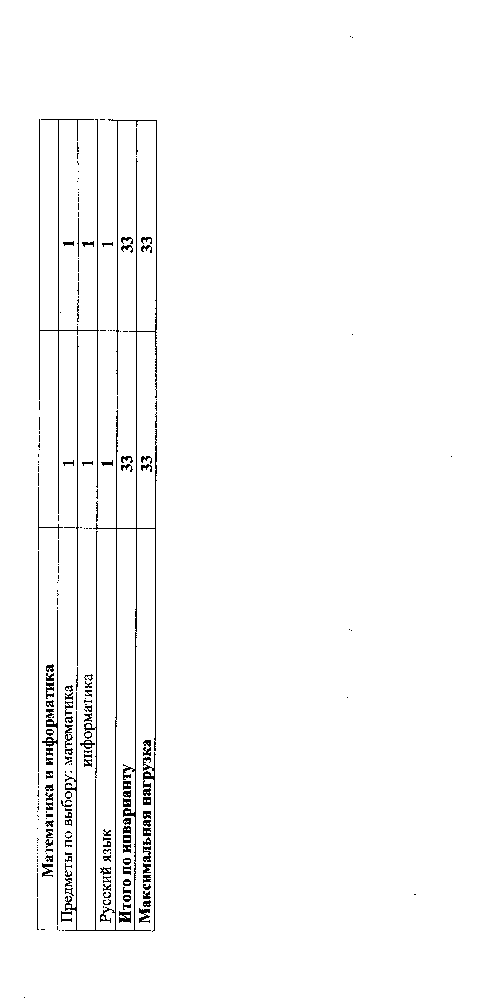 Математика и информатика
Предметы по выбору: математика 1 1
информатика 1 1
Русский язык 1 1
Итого по инварианту 33 33
Максимальная нагрузка 33 33